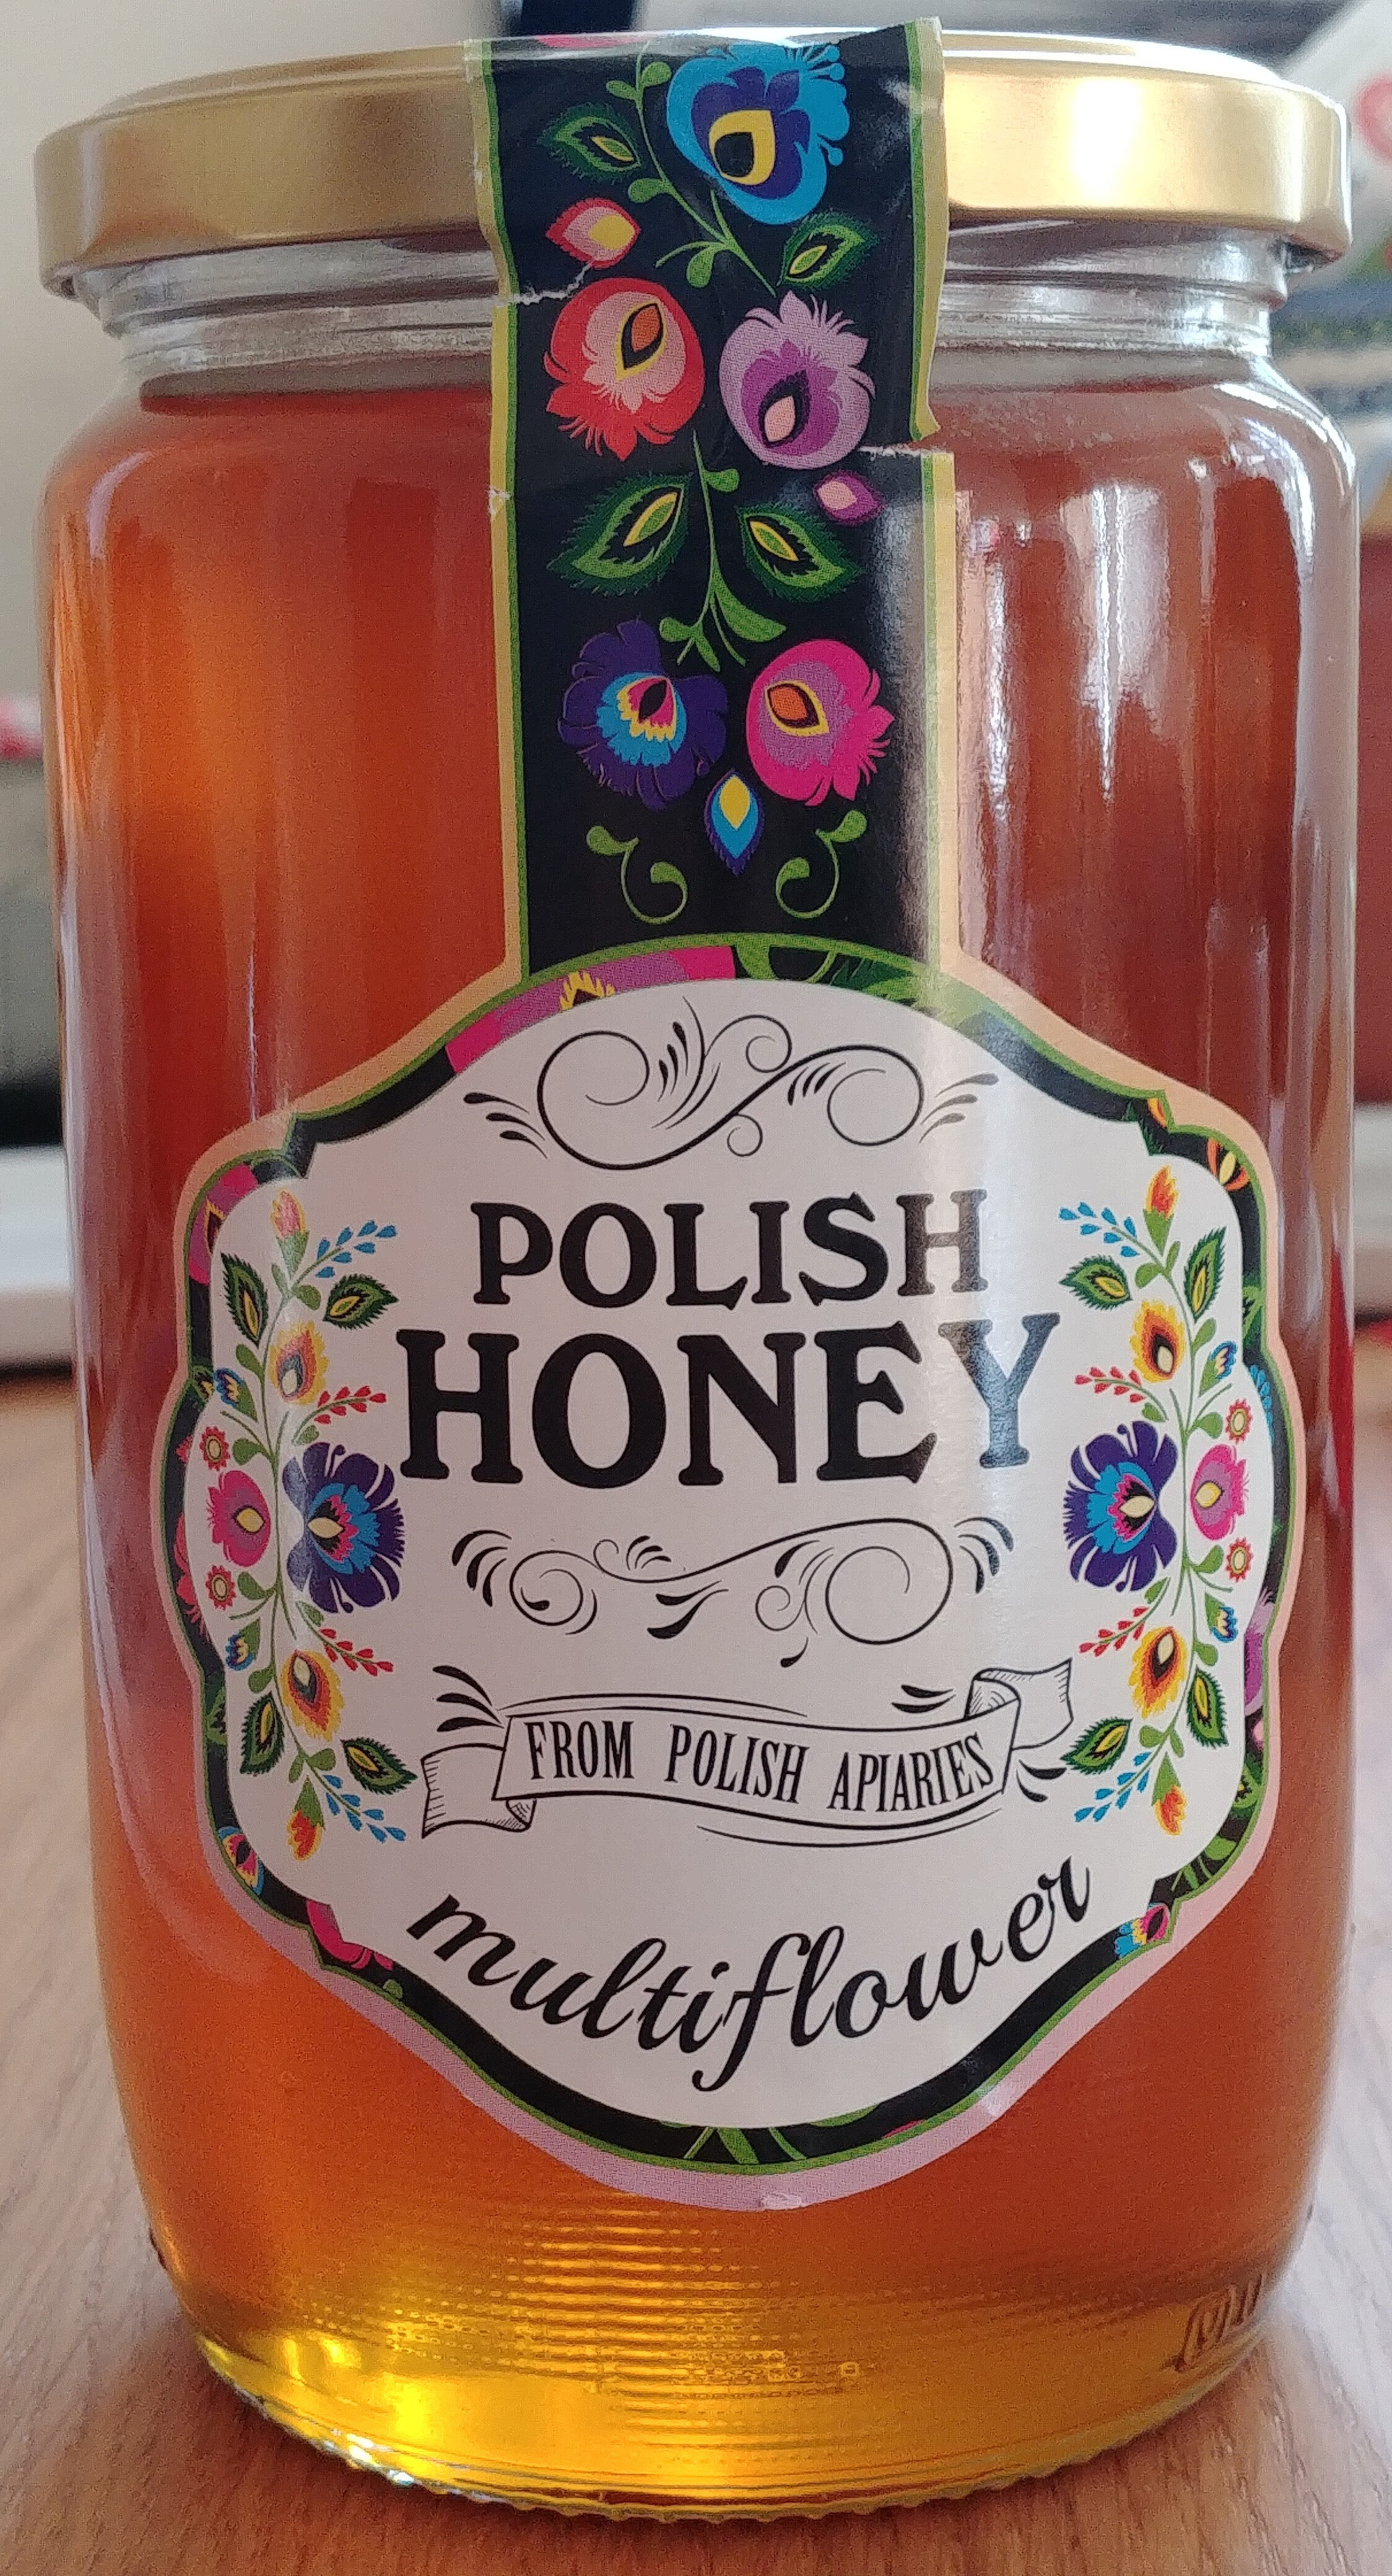 POLISH
HONEY
FROM POLISH APIARIES
multiflower